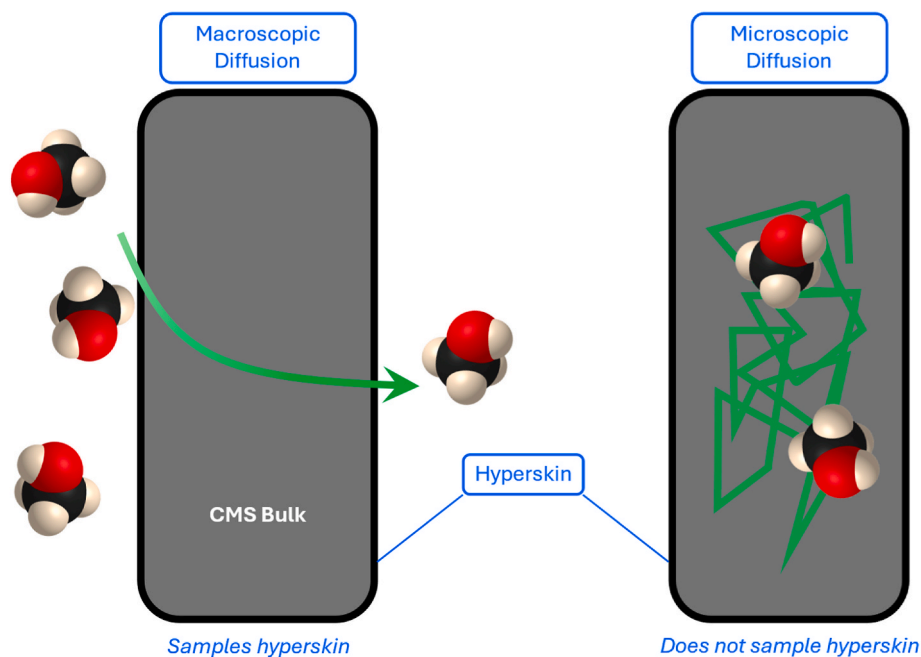 Macroscopic
Diffusion
Microscopic
Diffusion
Hyperskin
CMS Bulk
Samples hyperskin
Does not sample hyperskin